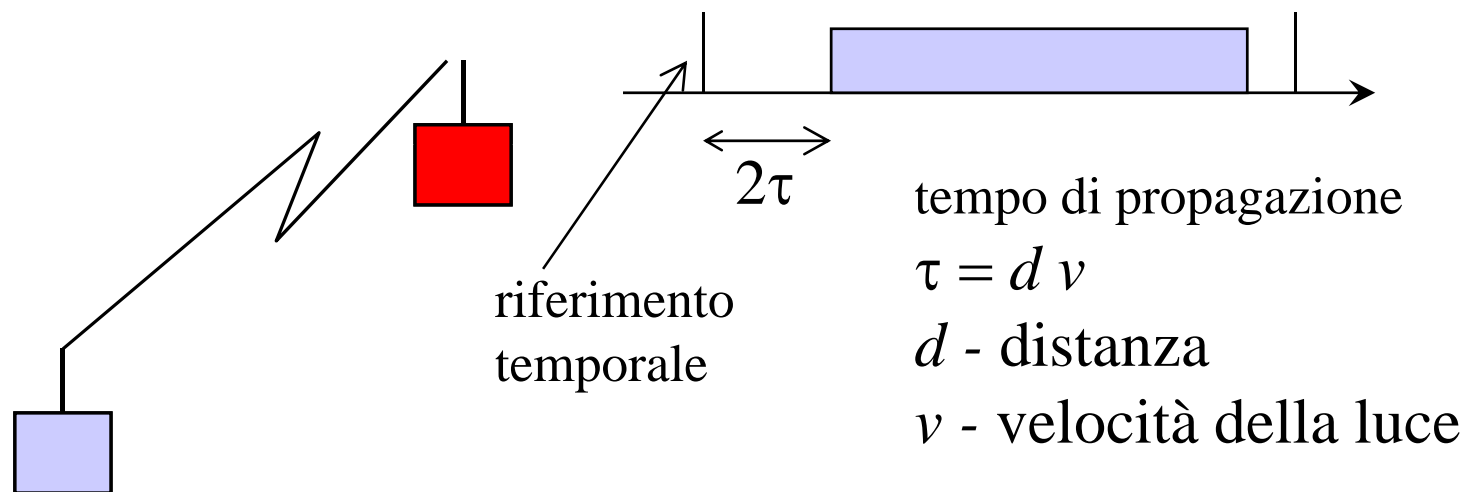 2τ
riferimento
temporale
tempo di propagazione
τ = d v
d - distanza
v - velocità della luce